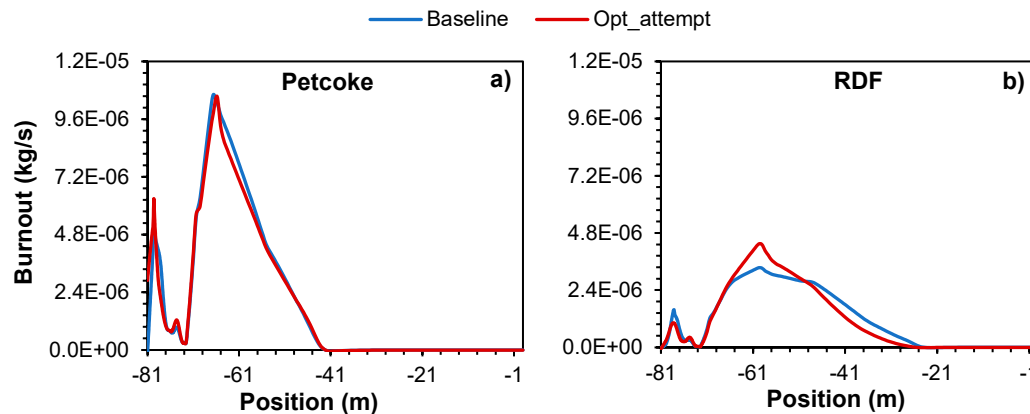 Baseline Opt_attempt
Petcoke a)
RDF b)
Burnout (kg/s)
1.2E-05
9.6E-06
7.2E-06
4.8E-06
2.4E-06
0.0E+00
-81 -61 -41 -21 -1
Position (m)
1.2E-05
9.6E-06
7.2E-06
4.8E-06
2.4E-06
0.0E+00
-81 -61 -41 -21 -1
Position (m)